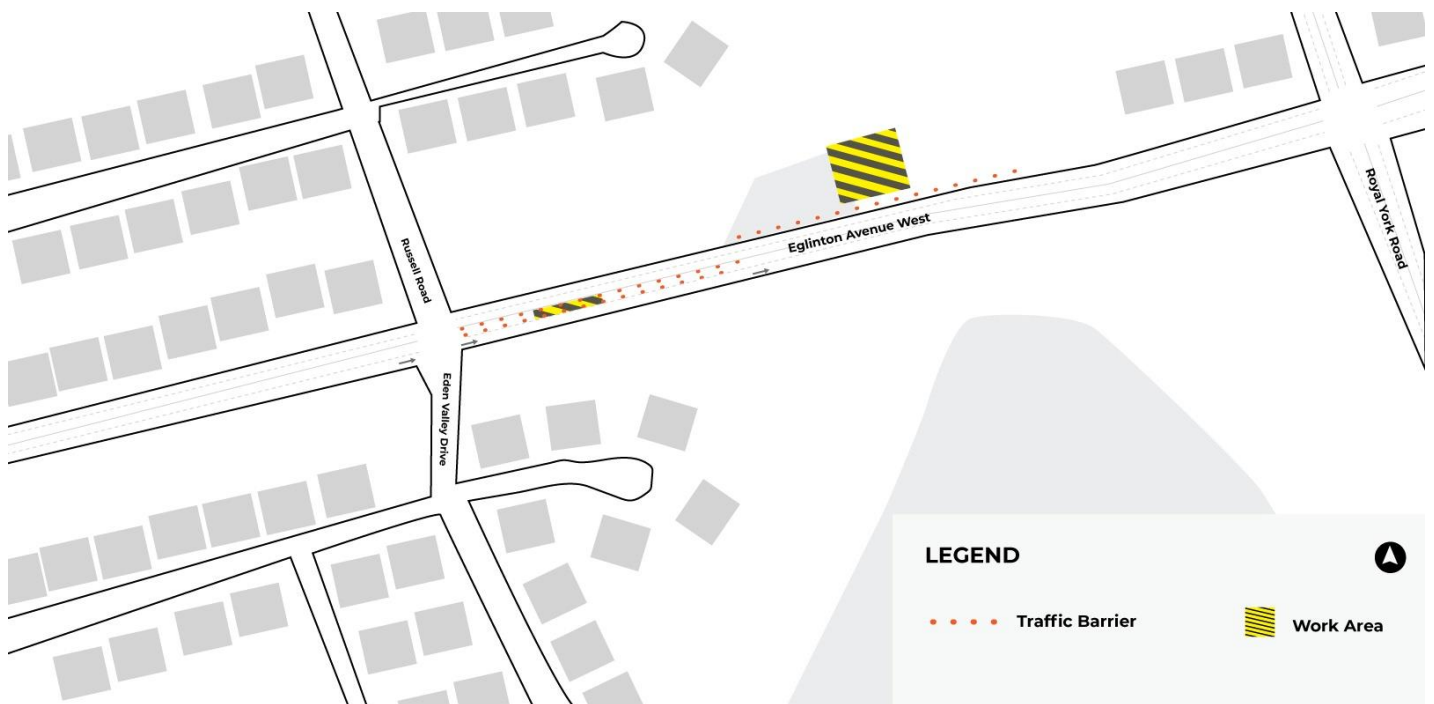 Russell Road
Eglinton Avenue West
Royal York Road
Eden Valley Drive
LEGEND
Traffic Barrier
Work Area